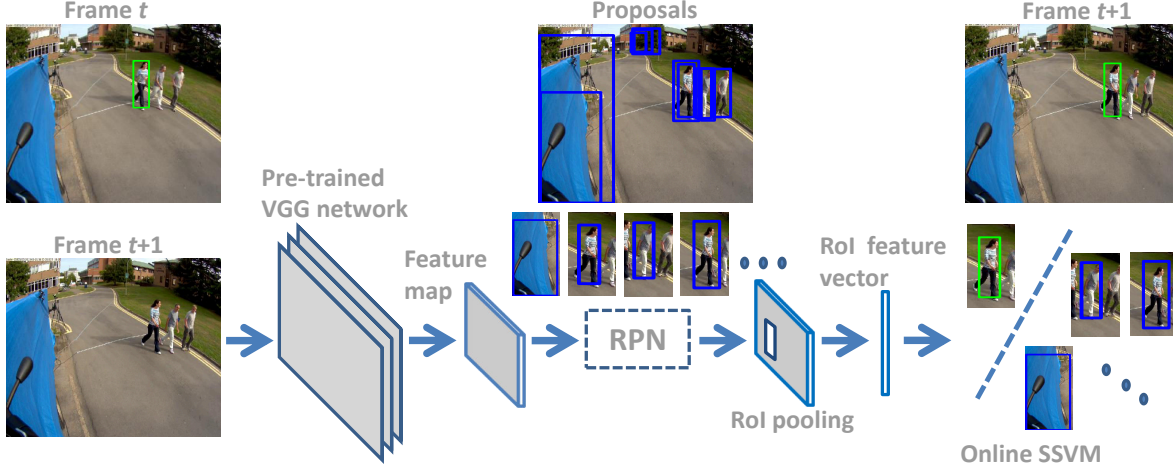 Frame t
Proposals
Frame t+1
Pre-trained
VGG network
Frame t+1
Feature
map
RoI feature
vector
RPN
RoI pooling
Online SSVM